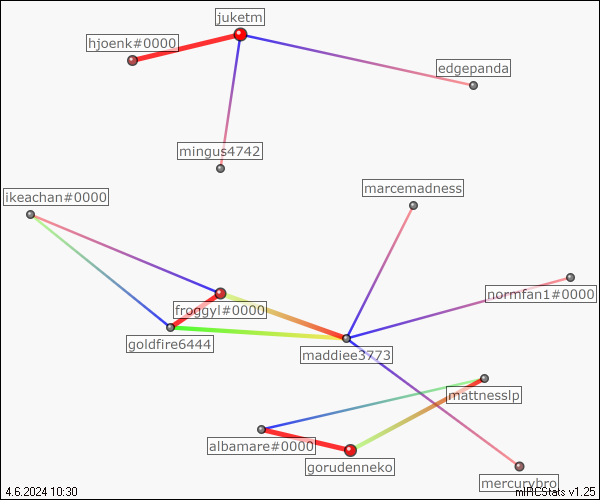 juketm
hjoenk#0000
edgepanda
mingus4742
marcemadness
ikeachan#0000
normfan1#0000
froggyl#0000
goldfire6444
maddiee3773
mattnesslp
albamare#0000
gorudenneko
mercurybro
4.6.2024 10:30
mIRCStats v1.25